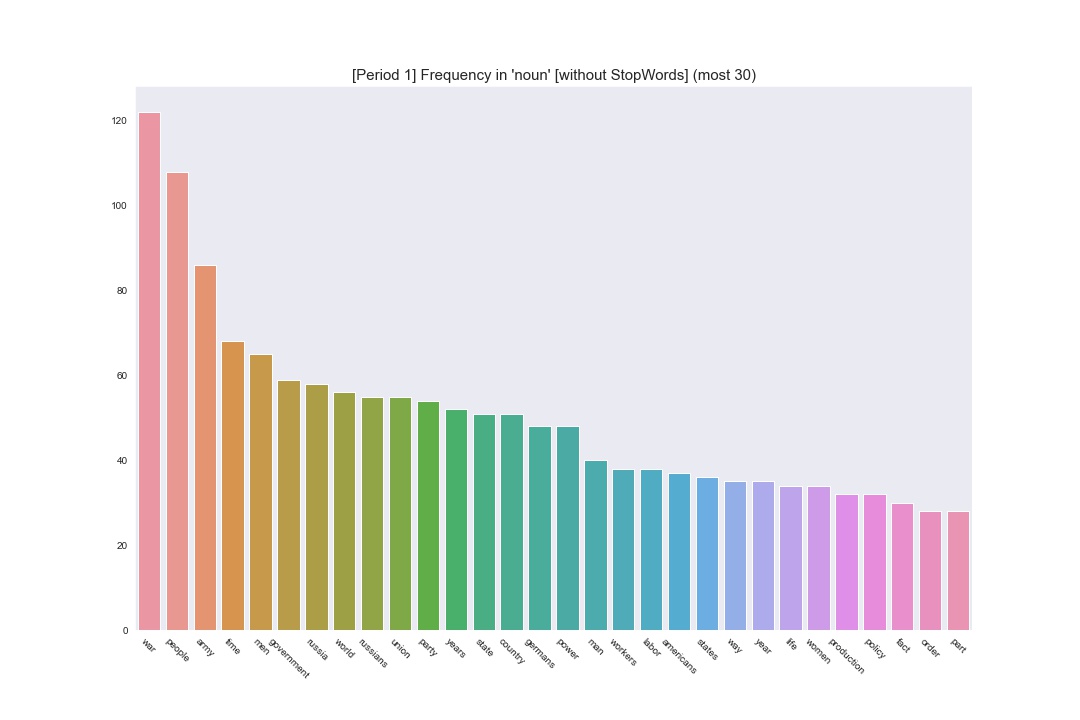 [Period 1] Frequency in 'noun' [without StopWords] (most 30)
120
100
80
60
40
20
0
war
people
army
time
men
government
russia
world
russians
union
party
years
state
country
germans
power
man
workers
labor
americans
states
way
year
life
women
production
policy
fact
order
part